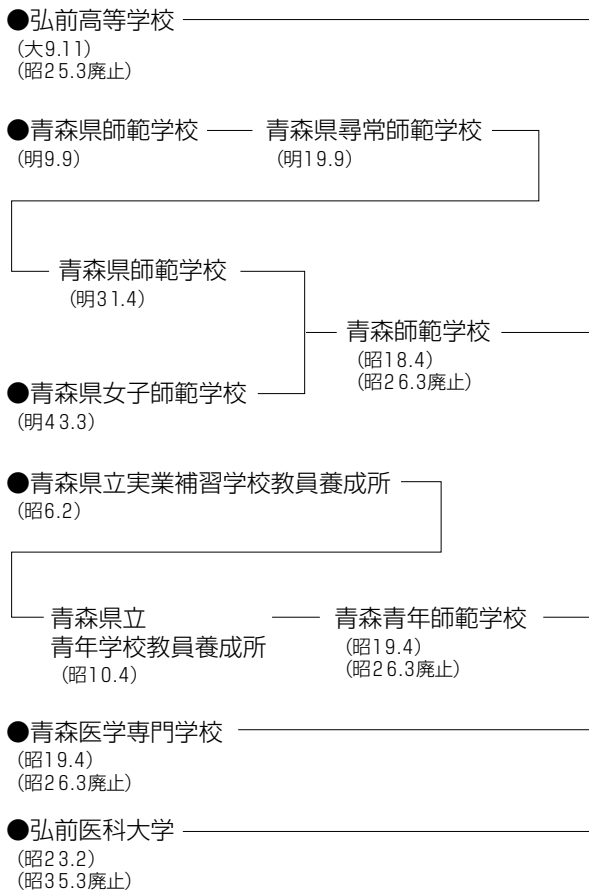 ●弘前高等学校
(大9.11)
(昭25.3廃止)
●青森県師範学校 青森県尋常師範学校
(明9.9) (明19.9)
青森県師範学校
(明31.4)
青森師範学校
(昭18.4)
(昭26.3廃止)
●青森県女子師範学校
(明43.3)
●青森県立実業補習学校教員養成所
(昭6.2)
青森県立
青年学校教員養成所
(昭10.4)
青森青年師範学校
(昭19.4)
(昭26.3廃止)
●青森医学専門学校
(昭19.4)
(昭26.3廃止)
●弘前医科大学
(昭23.2)
(昭35.3廃止)